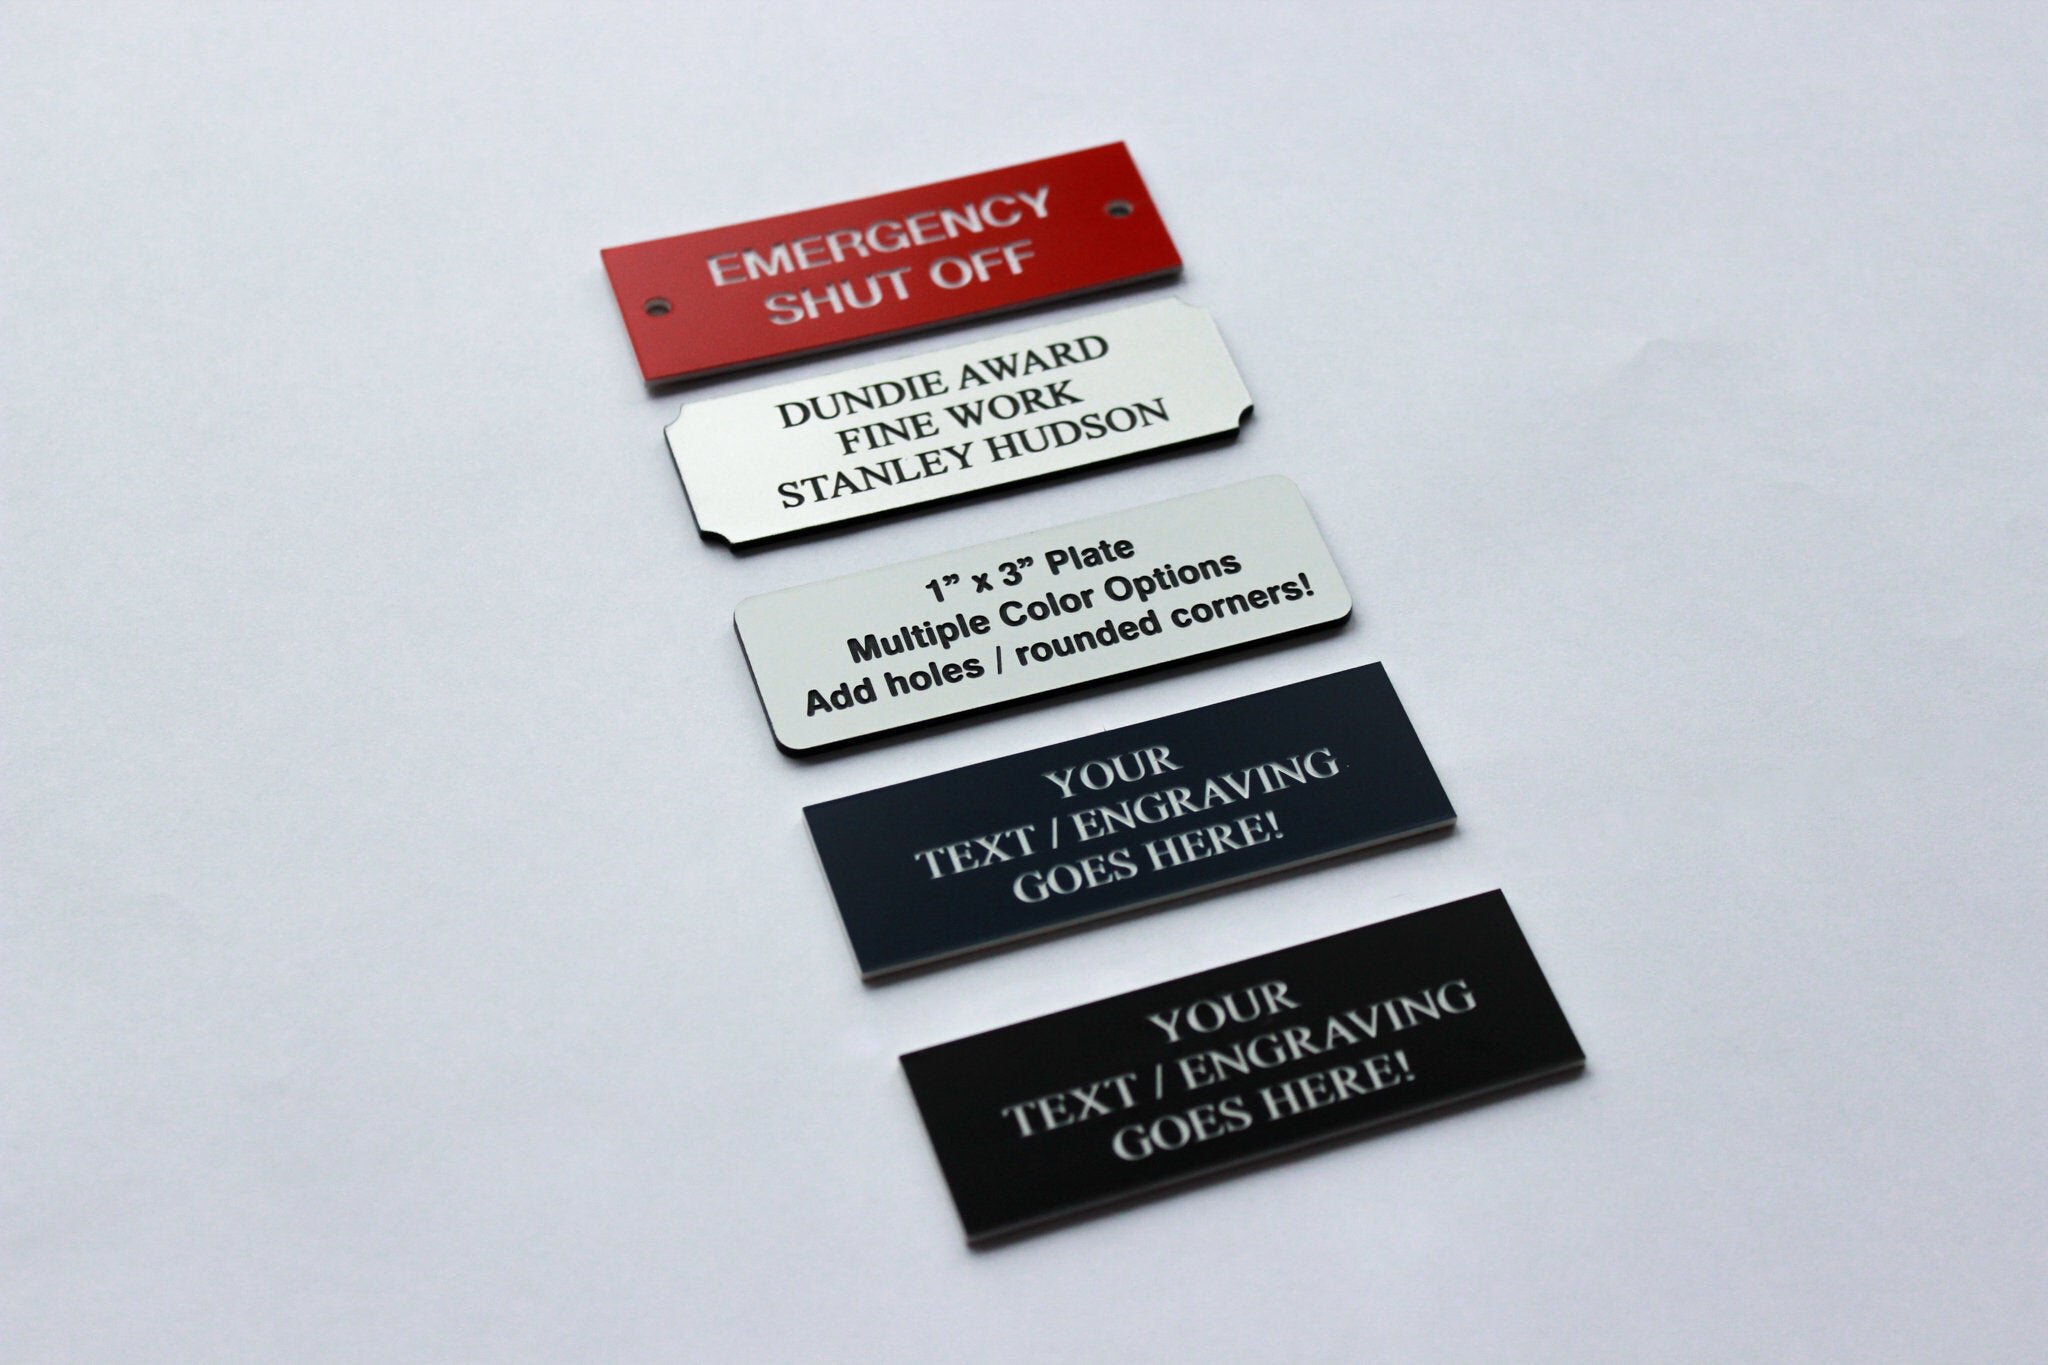 EMERGENCY
SHUT OFF
DUNDIE AWARD
FINE WORK
STANLEY HUDSON
1” x 3” Plate
Multiple Color Options
Add holes / rounded corners!
YOUR
TEXT / ENGRAVING
GOES HERE!
YOUR
TEXT / ENGRAVING
GOES HERE!